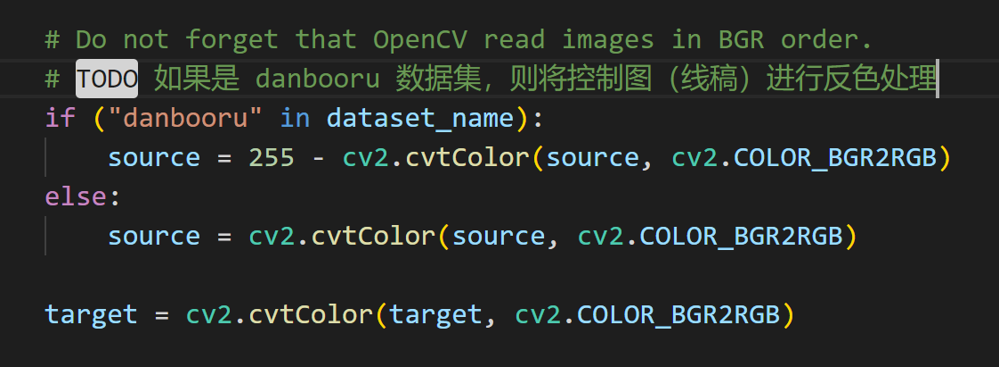 # Do not forget that OpenCV read images in BGR order.
# TODO 如果是 danbooru 数据集，则将控制图（线稿）进行反色处理
if ("danbooru" in dataset_name):
    source = 255 - cv2.cvtColor(source, cv2.COLOR_BGR2RGB)
else:
    source = cv2.cvtColor(source, cv2.COLOR_BGR2RGB)
target = cv2.cvtColor(target, cv2.COLOR_BGR2RGB)